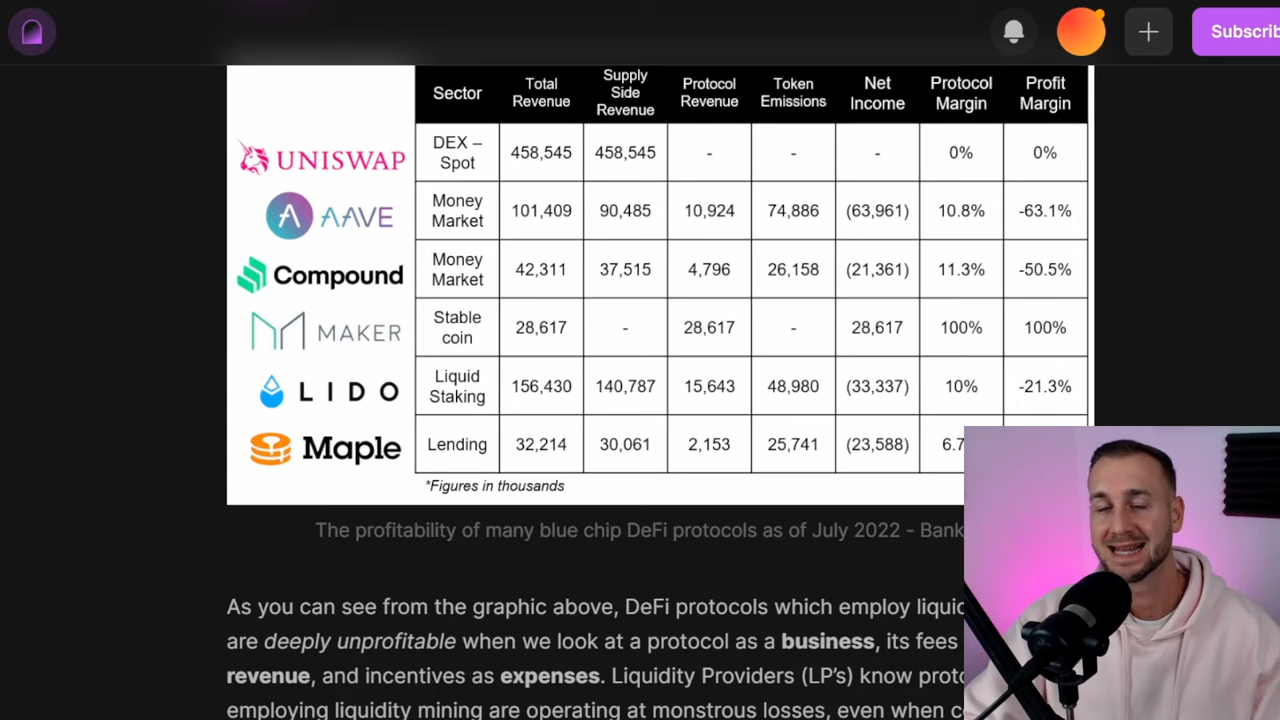 Subscrib
Sector Total Revenue Supply Side Revenue Protocol Revenue Token Emissions Net Income Protocol Margin Profit Margin
UNISWAP DEX – Spot 458,545 458,545 - - - 0% 0%
AAVE Money Market 101,409 90,485 10,924 74,886 (63,961) 10.8% -63.1%
Compound Money Market 42,311 37,515 4,796 26,158 (21,361) 11.3% -50.5%
MAKER Stable coin 28,617 - 28,617 - 28,617 100% 100%
LIDO Liquid Staking 156,430 140,787 15,643 48,980 (33,337) 10% -21.3%
Maple Lending 32,214 30,061 2,153 25,741 (23,588) 6.7
*Figures in thousands
The profitability of many blue chip DeFi protocols as of July 2022 - Bank
As you can see from the graphic above, DeFi protocols which employ liquid
are deeply unprofitable when we look at a protocol as a business, its fees
revenue, and incentives as expenses. Liquidity Providers (LP's) know proto
employing liquidity mining are operating at monstrous losses, even when c